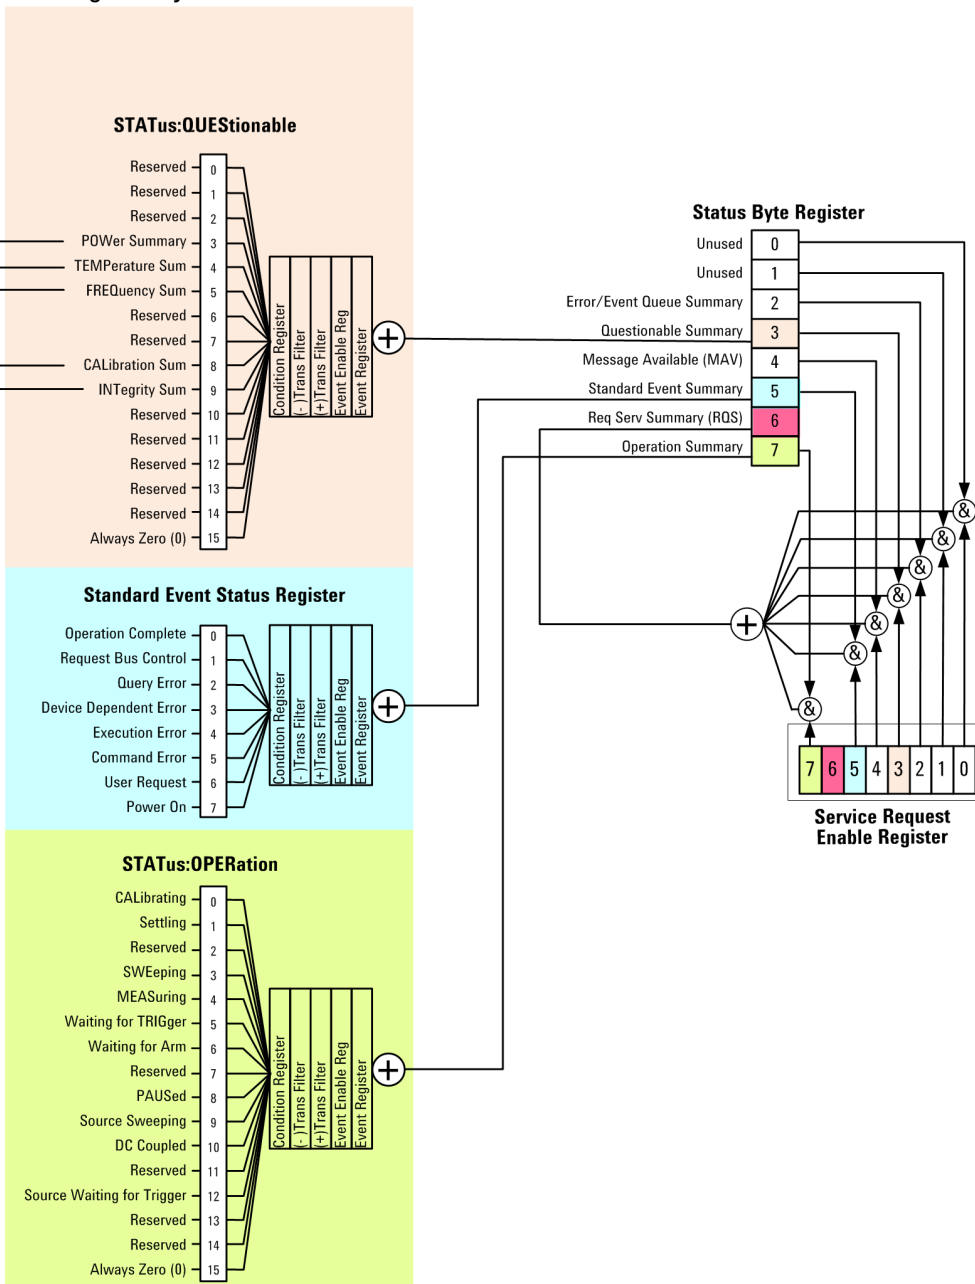 STATus:QUEStionable
Reserved 0
Reserved 1
Reserved 2
POWer Summary 3
TEMPerature Sum 4
FREQuency Sum 5
Reserved 6
Reserved 7
CALibration Sum 8
INTegrity Sum 9
Reserved 10
Reserved 11
Reserved 12
Reserved 13
Reserved 14
Always Zero (0) 15
Condition Register
(-)Trans Filter
(+)Trans Filter
Event Enable Reg
Event Register
+
Standard Event Status Register
Operation Complete 0
Request Bus Control 1
Query Error 2
Device Dependent Error 3
Execution Error 4
Command Error 5
User Request 6
Power On 7
Condition Register
(-)Trans Filter
(+)Trans Filter
Event Enable Reg
Event Register
+
STATus:OPERation
CALibrating 0
Settling 1
Reserved 2
SWEeping 3
MEASuring 4
Waiting for TRIGger 5
Waiting for Arm 6
Reserved 7
PAUSed 8
Source Sweeping 9
DC Coupled 10
Reserved 11
Source Waiting for Trigger 12
Reserved 13
Reserved 14
Always Zero (0) 15
Condition Register
(-)Trans Filter
(+)Trans Filter
Event Enable Reg
Event Register
+
Status Byte Register
Unused 0
Unused 1
Error/Event Queue Summary 2
Questionable Summary 3
Message Available (MAV) 4
Standard Event Summary 5
Req Serv Summary (RQS) 6
Operation Summary 7
&
&
&
&
&
&
&
+
7 6 5 4 3 2 1 0
Service Request
Enable Register